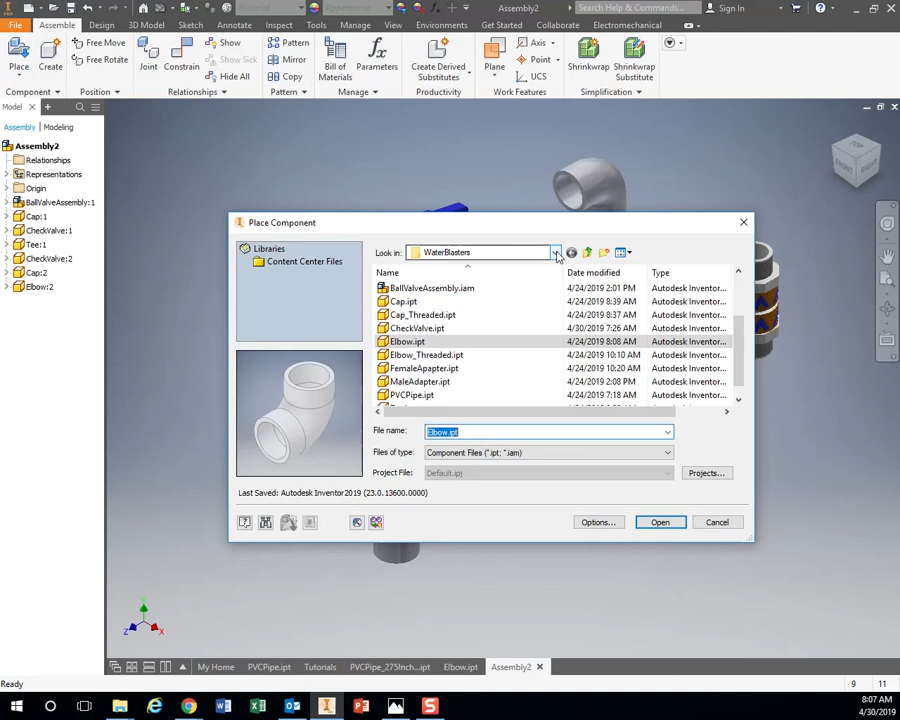 Material
Appearance
Assembly2
Search Help & Commands...
Sign In
File
Assemble
Design
3D Model
Sketch
Annotate
Inspect
Tools
Manage
View
Environments
Get Started
Collaborate
Electromechanical
Place
Create
Free Move
Free Rotate
Joint
Constrain
Show
Show Sick
Hide All
Pattern
Mirror
Copy
Bill of
Materials
Parameters
Create Derived
Substitutes
Plane
Axis
Point
UCS
Shrinkwrap
Shrinkwrap
Substitute
Component
Position
Relationships
Pattern
Manage
Productivity
Work Features
Simplification
Model
Assembly
Modeling
Assembly2
Relationships
Representations
Origin
BallValveAssembly:1
Cap:1
CheckValve:1
Tee:1
CheckValve:2
Cap:2
Elbow:2
FRONT
RIGHT
Place Component
Libraries
Content Center Files
Look in:
WaterBlasters
Name
Date modified
Type
BallValveAssembly.iam
4/24/2019 2:01 PM
Autodesk Inventor...
Cap.ipt
4/24/2019 8:39 AM
Autodesk Inventor...
Cap_Threaded.ipt
4/24/2019 8:37 AM
Autodesk Inventor...
CheckValve.ipt
4/30/2019 7:26 AM
Autodesk Inventor...
Elbow.ipt
4/24/2019 8:08 AM
Autodesk Inventor...
Elbow_Threaded.ipt
4/24/2019 10:10 AM
Autodesk Inventor...
FemaleApapter.ipt
4/24/2019 10:20 AM
Autodesk Inventor...
MaleAdapter.ipt
4/24/2019 2:08 PM
Autodesk Inventor...
PVCPipe.ipt
4/24/2019 7:18 AM
Autodesk Inventor...
File name:
Elbow.ipt
Files of type:
Component Files (*.ipt; *.iam)
Project File:
Default.ipj
Projects...
Last Saved: Autodesk Inventor 2019 (23.0.13600.0000)
Options...
Open
Cancel
Y
Z
X
My Home
PVCPipe.ipt
Tutorials
PVCPipe_275Inch...ipt
Elbow.ipt
Assembly2
Ready
9
11
8:07 AM
4/30/2019